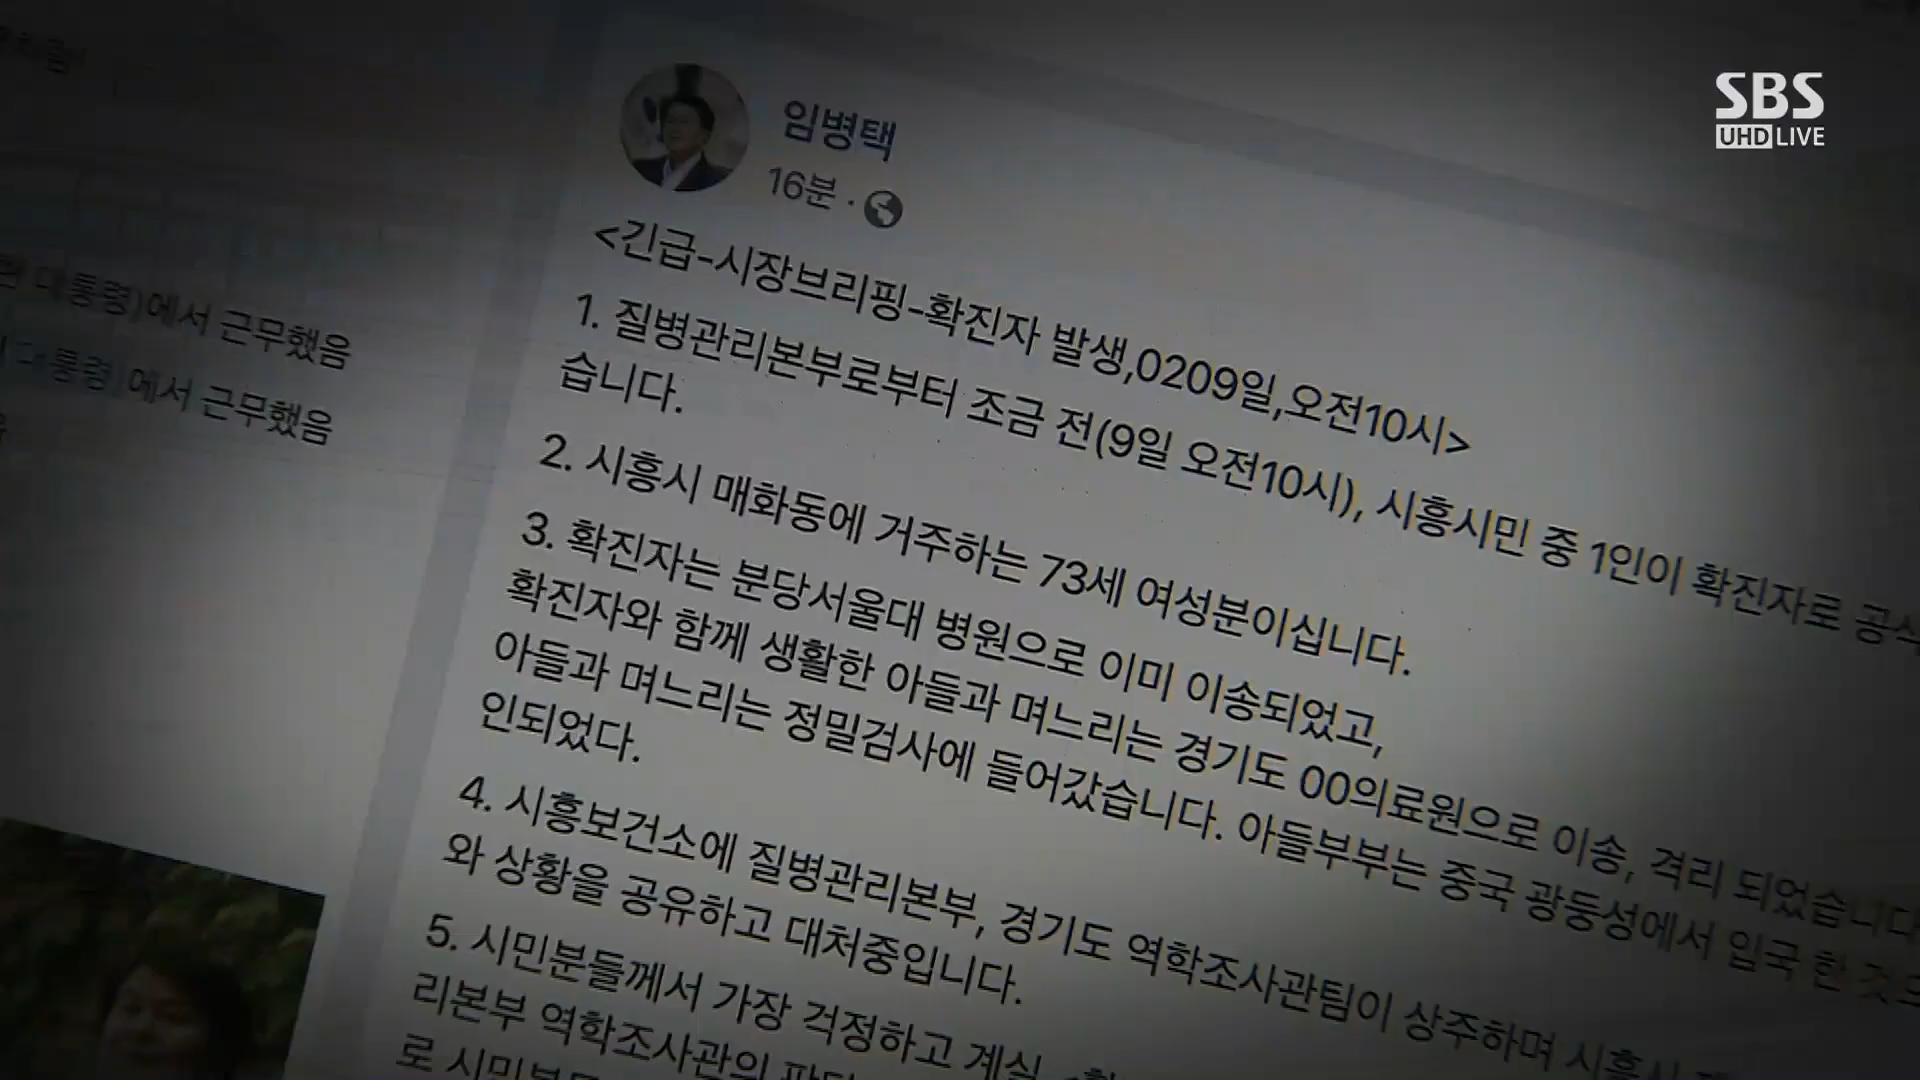 SBS
UHD LIVE
임병택
16분 ·
<긴급-시장브리핑-확진자 발생,0209일,오전10시>
1. 질병관리본부로부터 조금 전(9일 오전10시), 시흥시민 중 1인이 확진자로 공식
습니다.
2. 시흥시 매화동에 거주하는 73세 여성분이십니다.
3. 확진자는 분당서울대 병원으로 이미 이송되었고,
확진자와 함께 생활한 아들과 며느리는 경기도 00의료원으로 이송, 격리 되었습니다
아들과 며느리는 정밀검사에 들어갔습니다. 아들부부는 중국 광둥성에서 입국 한 것으
인되었다.
4. 시흥보건소에 질병관리본부, 경기도 역학조사관팀이 상주하며 시흥시
와 상황을 공유하고 대처중입니다.
5. 시민분들께서 가장 걱정하고 계실
리본부 역학조사관의
로
대통령)에서 근무했음
대통령)에서 근무했음